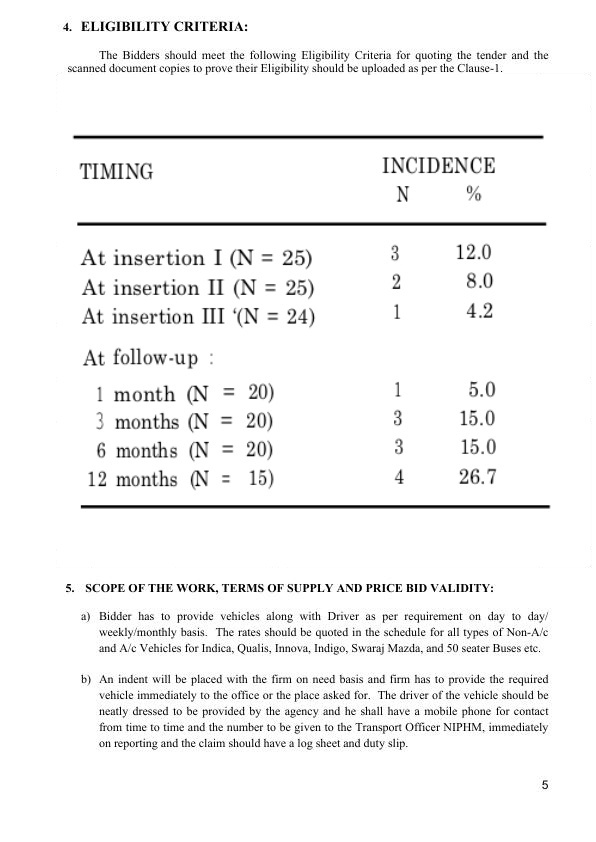 4. ELIGIBILITY CRITERIA:
The Bidders should meet the following Eligibility Criteria for quoting the tender and the
scanned document copies to prove their Eligibility should be uploaded as per the Clause-1.
TIMING INCIDENCE
N %
At insertion I (N = 25) 3 12.0
At insertion II (N = 25) 2 8.0
At insertion III ‘(N = 24) 1 4.2
At follow-up :
1 month (N = 20) 1 5.0
3 months (N = 20) 3 15.0
6 months (N = 20) 3 15.0
12 months (N = 15) 4 26.7
5. SCOPE OF THE WORK, TERMS OF SUPPLY AND PRICE BID VALIDITY:
a) Bidder has to provide vehicles along with Driver as per requirement on day to day/
weekly/monthly basis. The rates should be quoted in the schedule for all types of Non-A/c
and A/c Vehicles for Indica, Qualis, Innova, Indigo, Swaraj Mazda, and 50 seater Buses etc.
b) An indent will be placed with the firm on need basis and firm has to provide the required
vehicle immediately to the office or the place asked for. The driver of the vehicle should be
neatly dressed to be provided by the agency and he shall have a mobile phone for contact
from time to time and the number to be given to the Transport Officer NIPHM, immediately
on reporting and the claim should have a log sheet and duty slip.
5